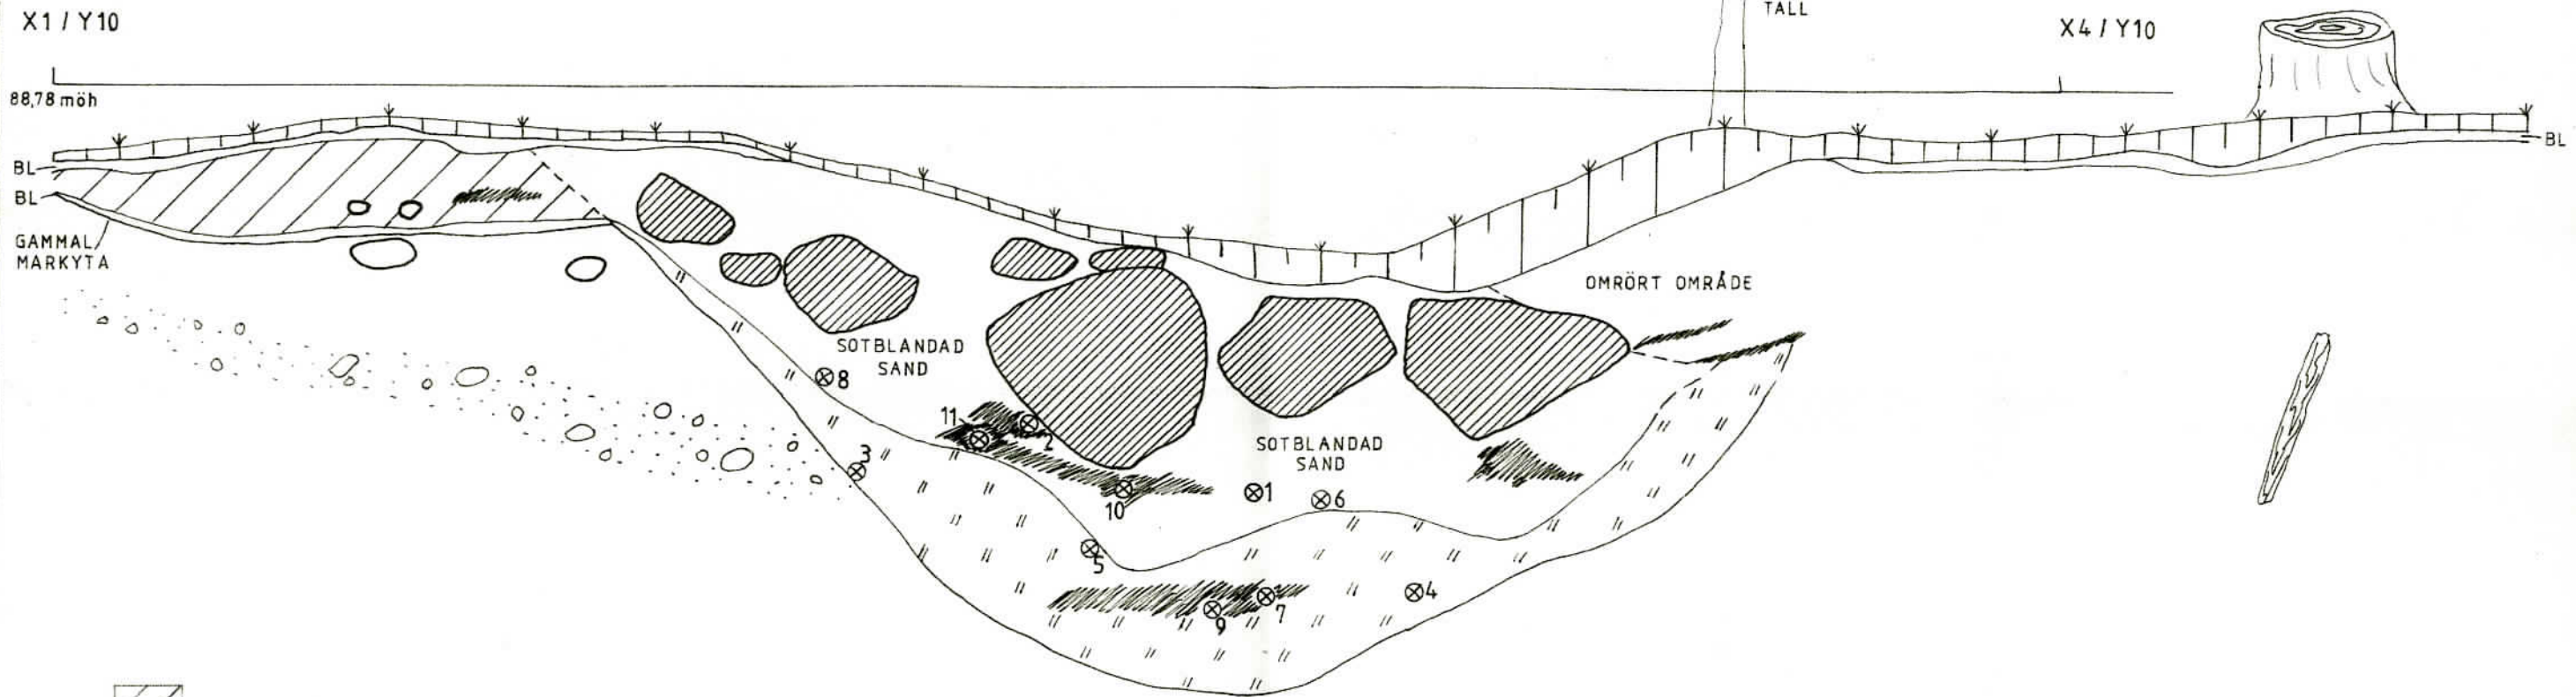 X1 / Y10
TALL
X4 / Y10
88,78 möh
BL
BL
BL
GAMMAL
MARKYTA
OMRÖRT OMRÅDE
SOTBLANDAD
SAND
8
11
2
3
SOTBLANDAD
SAND
10
1
6
5
4
7
9